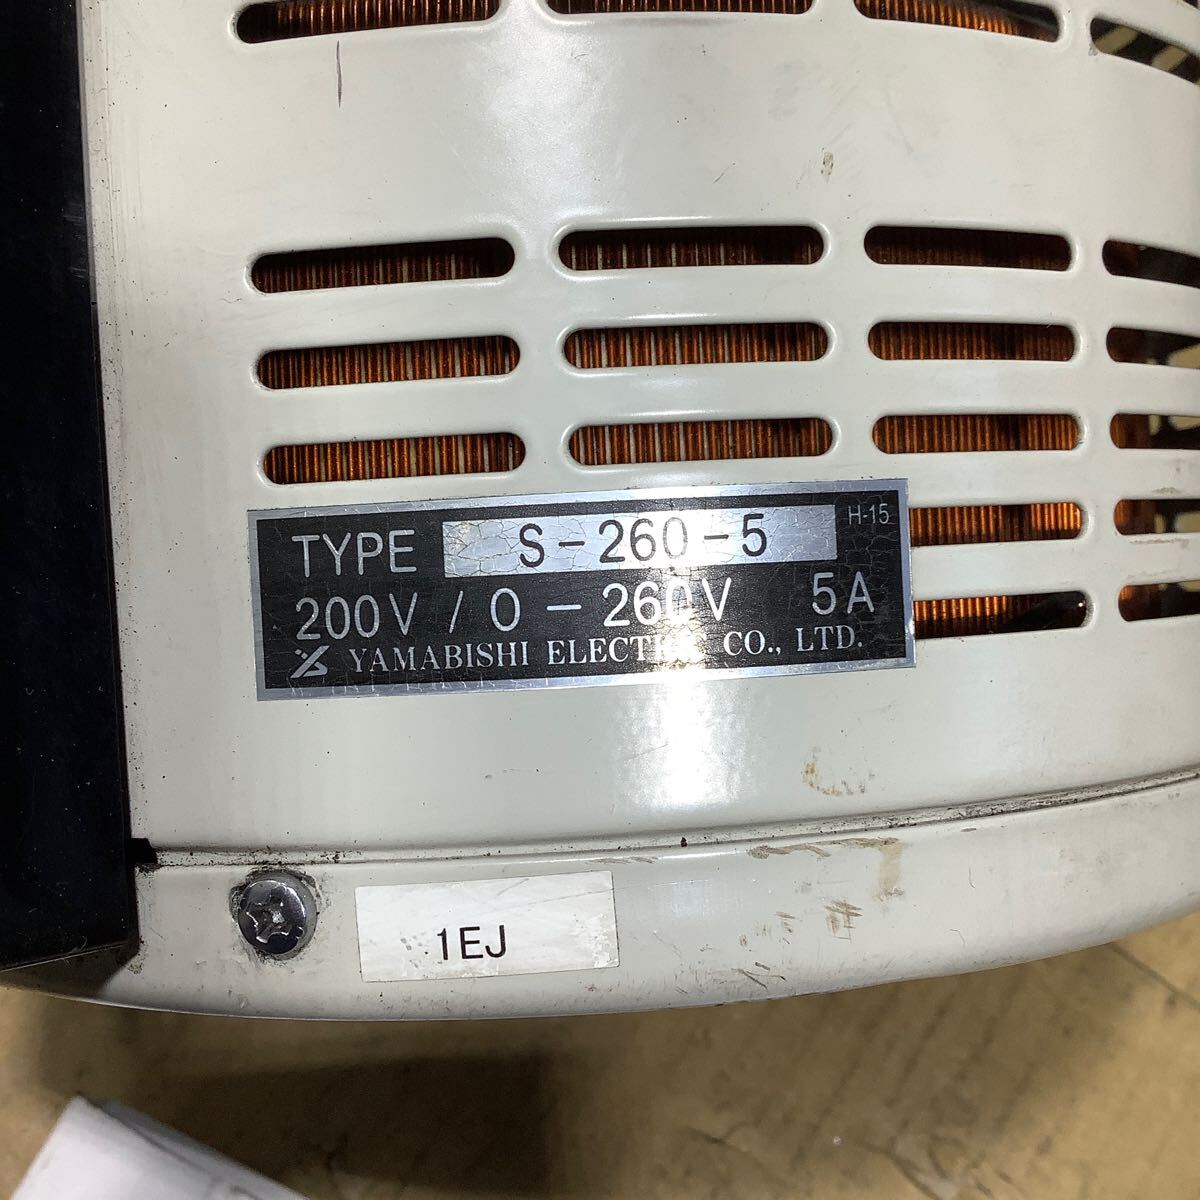 TYPE S-260-5 H-15
200V / 0 - 260V 5A
YAMABISHI ELECTRIC CO., LTD.
1EJ